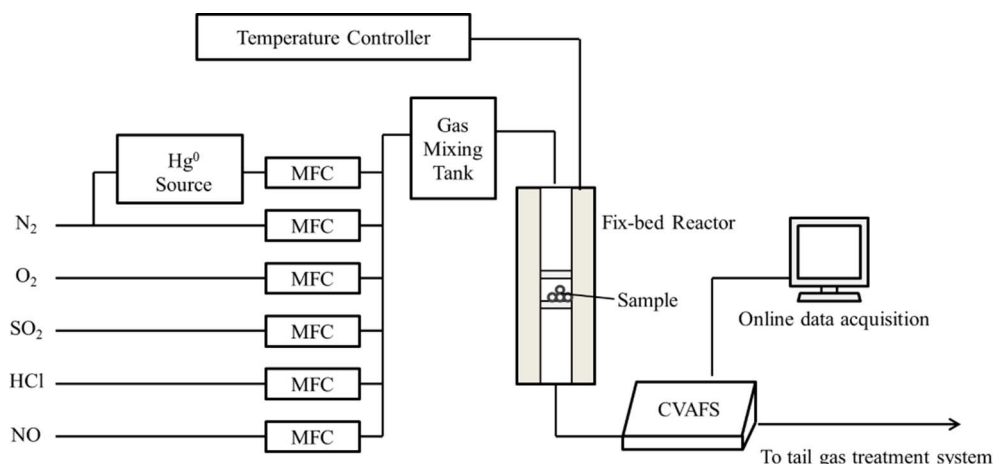 Temperature Controller
Gas
Mixing
Tank
Hg⁰
Source
MFC
N₂
MFC
O₂
MFC
SO₂
MFC
HCl
MFC
NO
MFC
Fix-bed Reactor
Sample
Online data acquisition
CVAFS
To tail gas treatment system